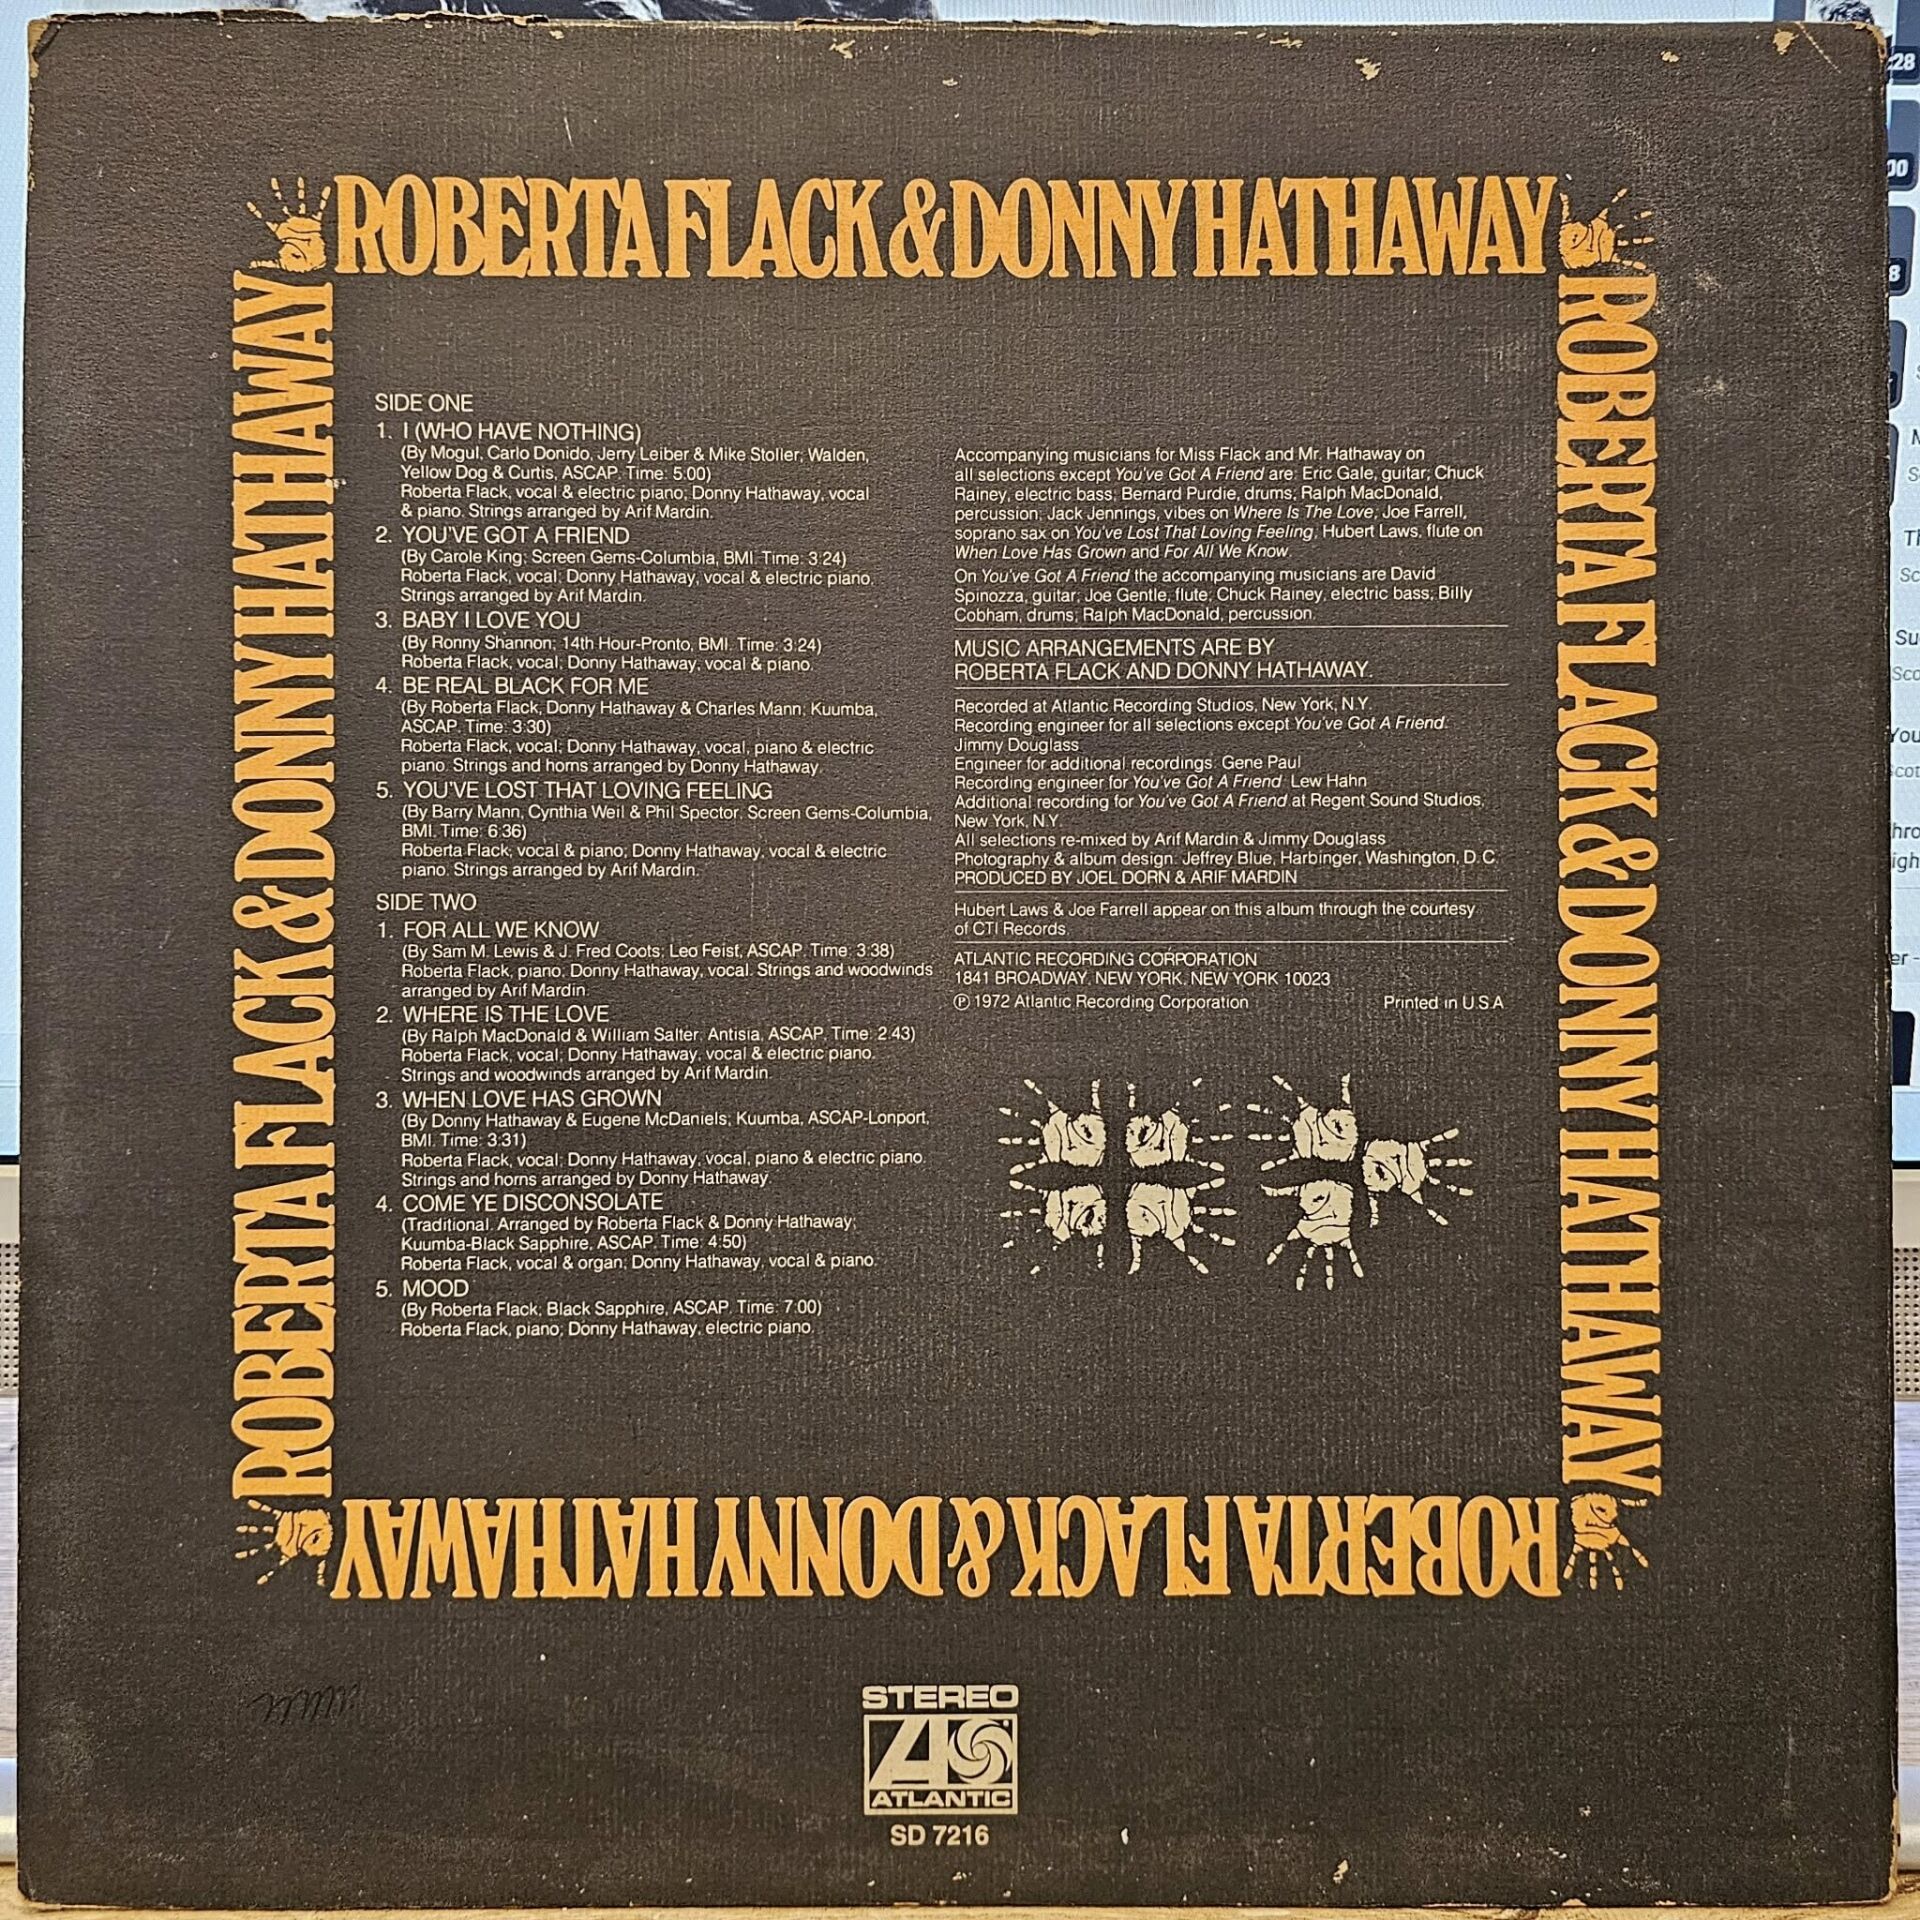 ROBERTA FLACK & DONNY HATHAWAY
ROBERTA FLACK & DONNY HATHAWAY
ROBERTA FLACK & DONNY HATHAWAY
SIDE ONE
1. I (WHO HAVE NOTHING)
(By Mogul, Carlo Donido, Jerry Leiber & Mike Stoller; Walden,
Yellow Dog & Curtis, ASCAP. Time: 5:00)
Roberta Flack, vocal & electric piano; Donny Hathaway, vocal
& piano. Strings arranged by Arif Mardin.
2. YOU'VE GOT A FRIEND
(By Carole King; Screen Gems-Columbia, BMI. Time: 3:24)
Roberta Flack, vocal; Donny Hathaway, vocal & electric piano.
Strings arranged by Arif Mardin.
3. BABY I LOVE YOU
(By Ronny Shannon; 14th Hour-Pronto, BMI. Time: 3:24)
Roberta Flack, vocal; Donny Hathaway, vocal & piano.
4. BE REAL BLACK FOR ME
(By Roberta Flack, Donny Hathaway & Charles Mann; Kuumba,
ASCAP. Time: 3:30)
Roberta Flack, vocal; Donny Hathaway, vocal, piano & electric
piano. Strings and horns arranged by Donny Hathaway.
5. YOU'VE LOST THAT LOVING FEELING
(By Barry Mann, Cynthia Weil & Phil Spector; Screen Gems-Columbia,
BMI. Time: 6:36)
Roberta Flack, vocal & piano; Donny Hathaway, vocal & electric
piano. Strings arranged by Arif Mardin.
SIDE TWO
1. FOR ALL WE KNOW
(By Sam M. Lewis & J. Fred Coots; Leo Feist, ASCAP. Time: 3:38)
Roberta Flack, piano; Donny Hathaway, vocal. Strings and woodwinds
arranged by Arif Mardin.
2. WHERE IS THE LOVE
(By Ralph MacDonald & William Salter; Antisia, ASCAP. Time: 2:43)
Roberta Flack, vocal; Donny Hathaway, vocal & electric piano.
Strings and woodwinds arranged by Arif Mardin.
3. WHEN LOVE HAS GROWN
(By Donny Hathaway & Eugene McDaniels; Kuumba, ASCAP-Lonport,
BMI. Time: 3:31)
Roberta Flack, vocal; Donny Hathaway, vocal, piano & electric piano.
Strings and horns arranged by Donny Hathaway.
4. COME YE DISCONSOLATE
(Traditional. Arranged by Roberta Flack & Donny Hathaway;
Kuumba-Black Sapphire, ASCAP. Time: 4:50)
Roberta Flack, vocal & organ; Donny Hathaway, vocal & piano.
5. MOOD
(By Roberta Flack; Black Sapphire, ASCAP. Time: 7:00)
Roberta Flack, piano; Donny Hathaway, electric piano.
Accompanying musicians for Miss Flack and Mr. Hathaway on
all selections except You've Got A Friend are: Eric Gale, guitar; Chuck
Rainey, electric bass; Bernard Purdie, drums; Ralph MacDonald,
percussion; Jack Jennings, vibes on Where Is The Love; Joe Farrell,
soprano sax on You've Lost That Loving Feeling; Hubert Laws, flute on
When Love Has Grown and For All We Know.
On You've Got A Friend the accompanying musicians are David
Spinozza, guitar; Joe Gentle, flute; Chuck Rainey, electric bass; Billy
Cobham, drums; Ralph MacDonald, percussion.
MUSIC ARRANGEMENTS ARE BY
ROBERTA FLACK AND DONNY HATHAWAY.
Recorded at Atlantic Recording Studios, New York, N.Y.
Recording engineer for all selections except You've Got A Friend:
Jimmy Douglass
Engineer for additional recordings: Gene Paul
Recording engineer for You've Got A Friend: Lew Hahn
Additional recording for You've Got A Friend at Regent Sound Studios,
New York, N.Y.
All selections re-mixed by Arif Mardin & Jimmy Douglass
Photography & album design: Jeffrey Blue, Harbinger, Washington, D.C.
PRODUCED BY JOEL DORN & ARIF MARDIN
Hubert Laws & Joe Farrell appear on this album through the courtesy
of CTI Records.
ATLANTIC RECORDING CORPORATION
1841 BROADWAY, NEW YORK, NEW YORK 10023
Ⓟ 1972 Atlantic Recording Corporation Printed in U.S.A
ROBERTA FLACK & DONNY HATHAWAY
STEREO
ATLANTIC
SD 7216